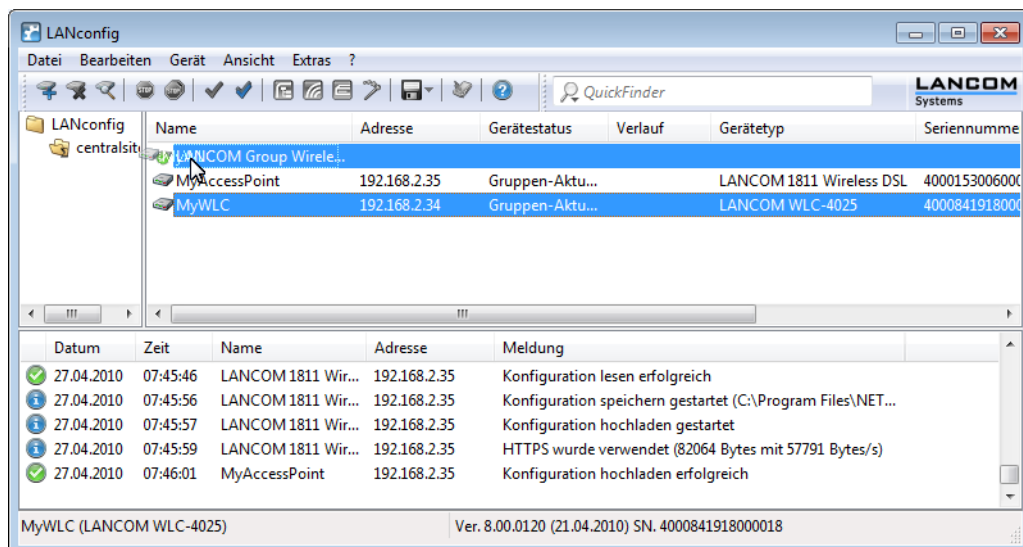 LANconfig
Datei Bearbeiten Gerät Ansicht Extras ?
QuickFinder
LANCOM
Systems
LANconfig
centralsit
Name Adresse Gerätestatus Verlauf Gerätetyp Seriennumme
LANCOM Group Wirele...
MyAccessPoint 192.168.2.35 Gruppen-Aktu... LANCOM 1811 Wireless DSL 4000153006000
MyWLC 192.168.2.34 Gruppen-Aktu... LANCOM WLC-4025 4000841918000
Datum Zeit Name Adresse Meldung
27.04.2010 07:45:46 LANCOM 1811 Wir... 192.168.2.35 Konfiguration lesen erfolgreich
27.04.2010 07:45:56 LANCOM 1811 Wir... 192.168.2.35 Konfiguration speichern gestartet (C:\Program Files\NET...
27.04.2010 07:45:57 LANCOM 1811 Wir... 192.168.2.35 Konfiguration hochladen gestartet
27.04.2010 07:45:59 LANCOM 1811 Wir... 192.168.2.35 HTTPS wurde verwendet (82064 Bytes mit 57791 Bytes/s)
27.04.2010 07:46:01 MyAccessPoint 192.168.2.35 Konfiguration hochladen erfolgreich
MyWLC (LANCOM WLC-4025) Ver. 8.00.0120 (21.04.2010) SN. 4000841918000018